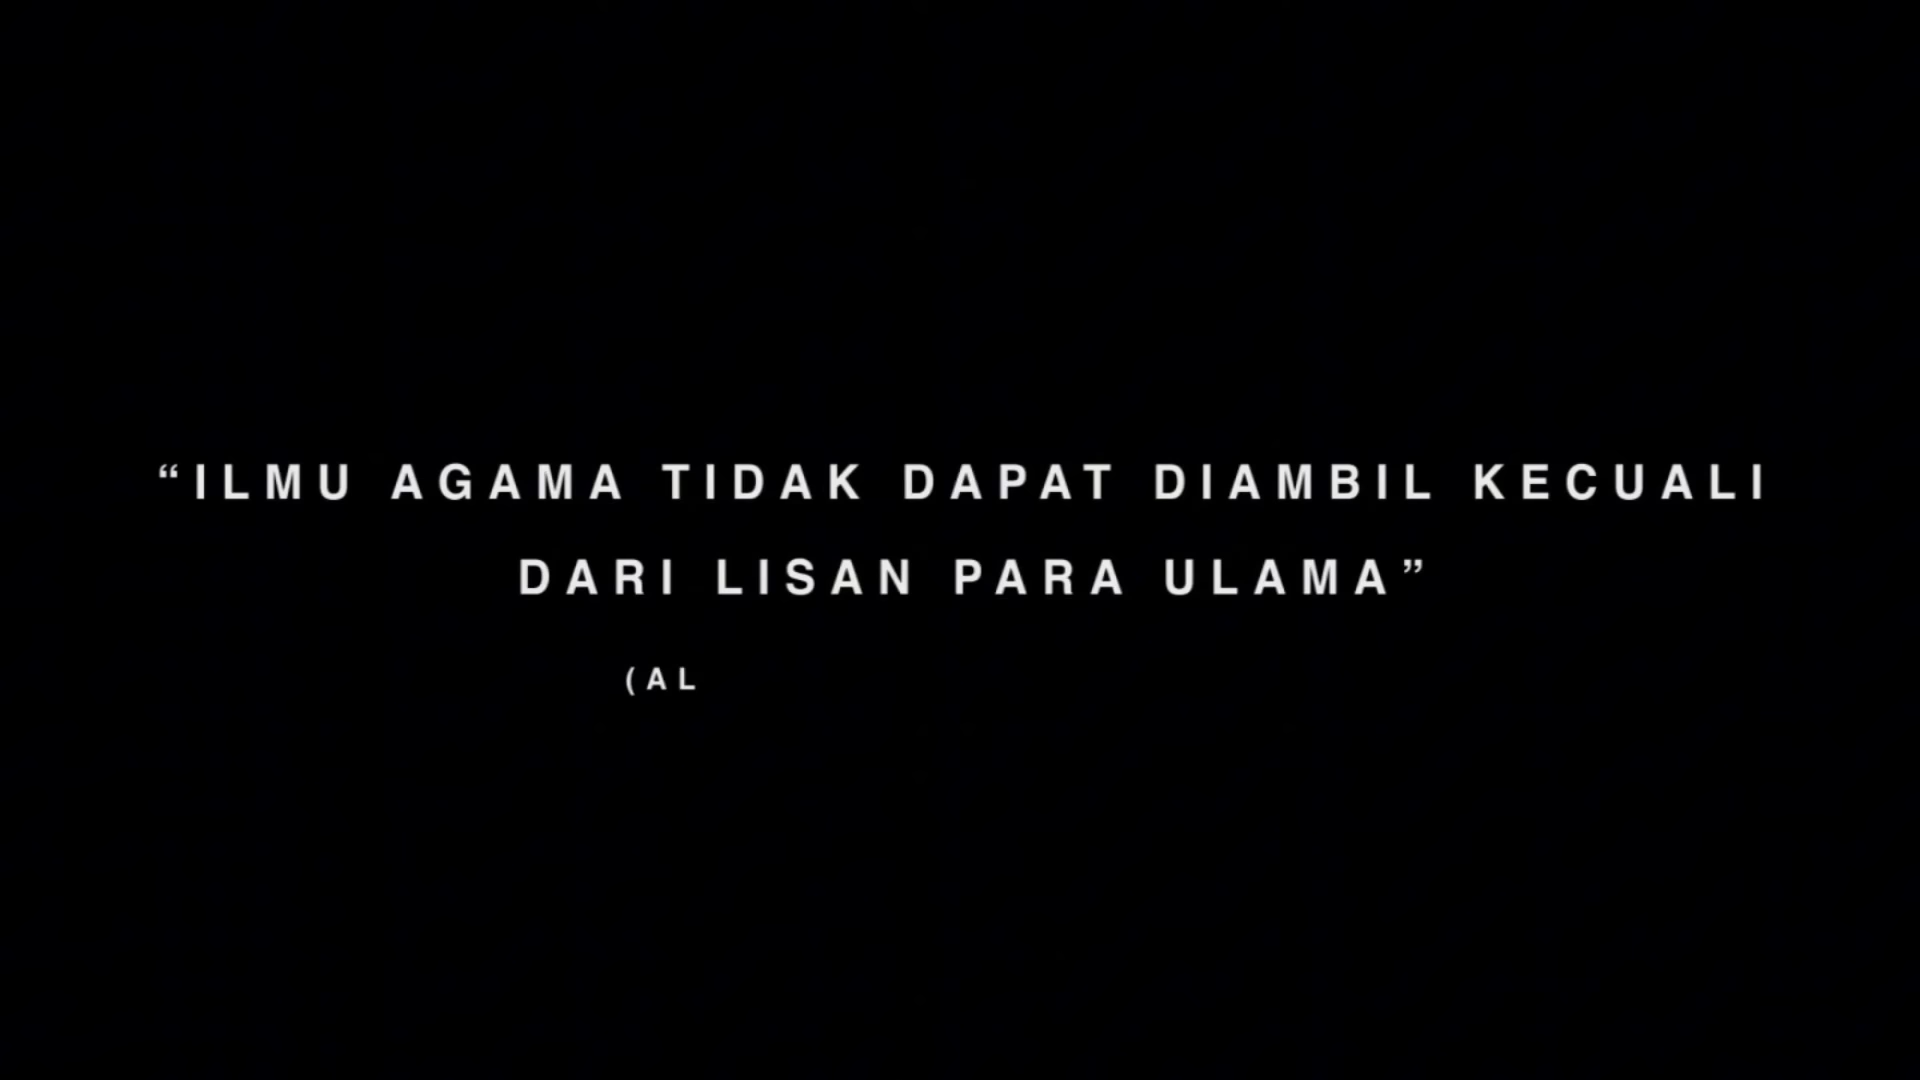 “ILMU AGAMA TIDAK DAPAT DIAMBIL KECUALI
DARI LISAN PARA ULAMA”
(AL